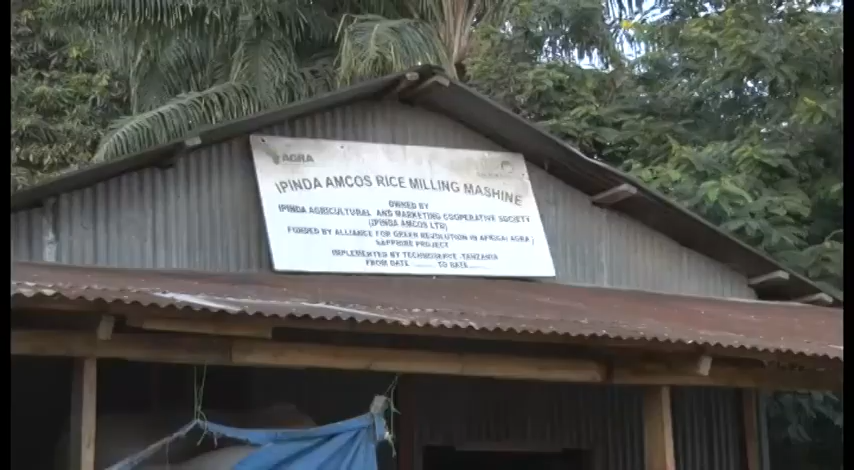 AGRA
IPINDA AMCOS RICE MILLING MASHINE
OWNED BY
IPINDA AGRICULTURAL AND MARKETING COOPERATIVE SOCIETY
(IPINDA AMCOS LTD)
FUNDED BY ALLIANCE FOR GREEN REVOLUTION IN AFRICA( AGRA )
SAPPHIRE PROJECT
IMPLEMENTED BY TECHNOSERVE TANZANIA
FROM DATE ...... TO DATE ......